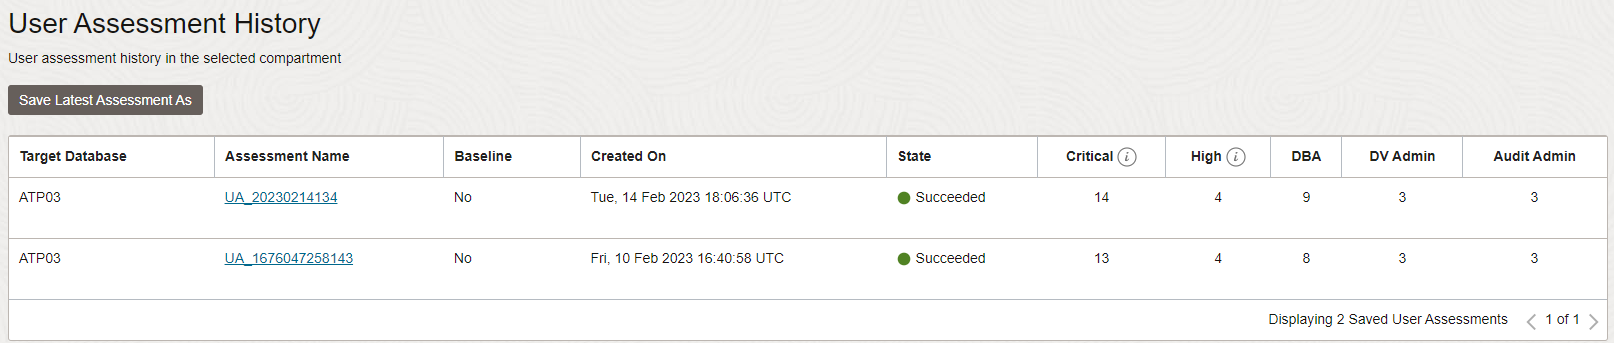 User Assessment History
User assessment history in the selected compartment
Save Latest Assessment As
Target Database Assessment Name Baseline Created On State Critical i High i DBA DV Admin Audit Admin
ATP03 UA_20230214134 No Tue, 14 Feb 2023 18:06:36 UTC Succeeded 14 4 9 3 3
ATP03 UA_1676047258143 No Fri, 10 Feb 2023 16:40:58 UTC Succeeded 13 4 8 3 3
Displaying 2 Saved User Assessments 1 of 1